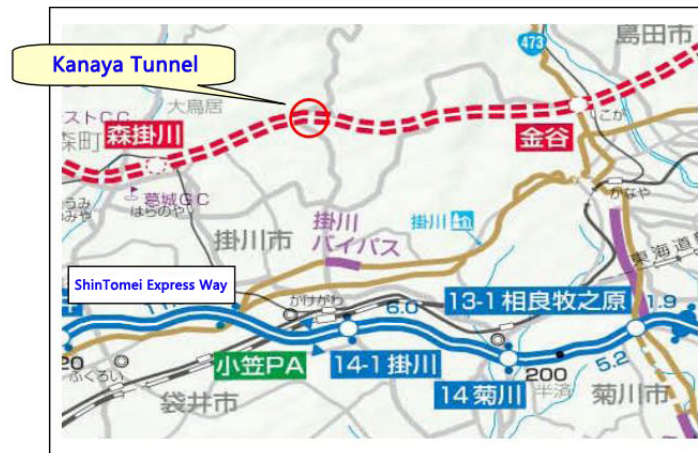 Kanaya Tunnel
473
島田市
大鳥居
ストCC
森町
森掛川
金谷
こが
葛城GC
はらのや
かなや
掛川市
掛川
バイパス
掛川
ShinTomei Express Way
かけがわ
6.0
13-1相良牧之原
1.9
東海道
20
小笠PA
14-1掛川
14菊川
200
5.2
ふくろい
袋井市
菊川市